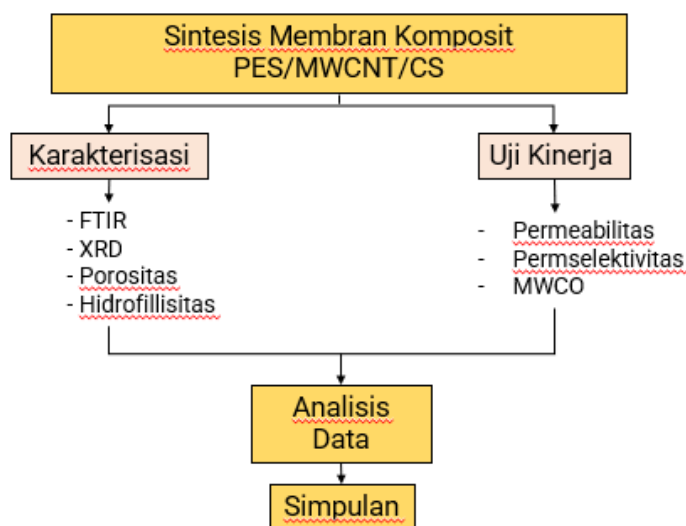 Sintesis Membran Komposit
PES/MWCNT/CS
Karakterisasi
Uji Kinerja
- FTIR
- XRD
- Porositas
- Hidrofillisitas
- Permeabilitas
- Permselektivitas
- MWCO
Analisis
Data
Simpulan